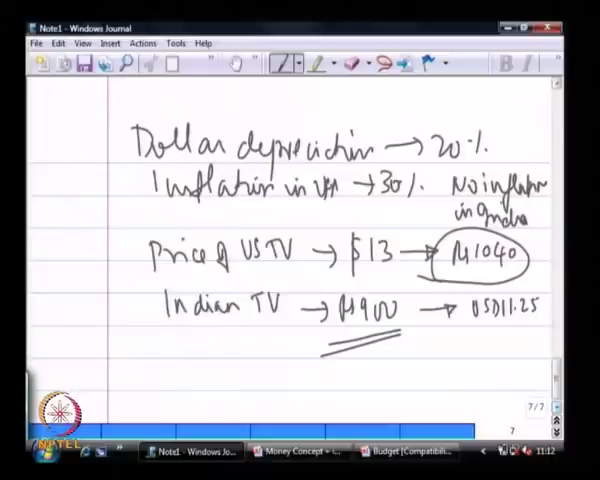 Note1 - Windows Journal
File Edit View Insert Actions Tools Help
Dollar depreciation → 20%.
Inflation in USA → 30%. No inflation
in India
Price of US TV → $13 → Rs1040
Indian TV → Rs900 → USD11.25
7/7
7
NPTEL
Note1 - Windows Jo...
Money Concept + i...
Budget [Compatibili...
11:12